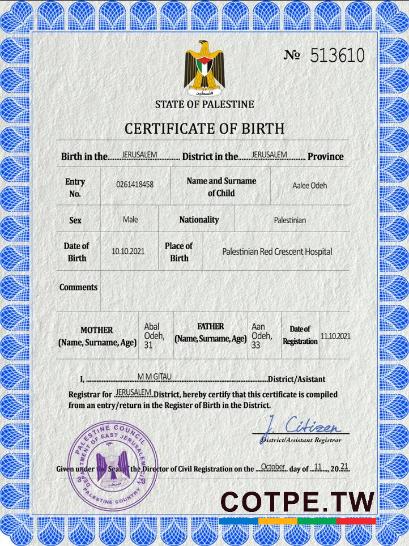 № 513610
STATE OF PALESTINE
CERTIFICATE OF BIRTH
Birth in the JERUSALEM District in the JERUSALEM Province
Entry No. 0261418458 Name and Surname of Child Aalee Odeh
Sex Male Nationality Palestinian
Date of Birth 10.10.2021 Place of Birth Palestinian Red Crescent Hospital
Comments
MOTHER (Name, Surname, Age) Abal Odeh, 31 FATHER (Name, Surname, Age) Aan Odeh, 33 Date of Registration 11.10.2021
I, M M GITAU District/Asistant
Registrar for JERUSALEM District, hereby certify that this certificate is compiled
from an entry/return in the Register of Birth in the District.
J. Citizen
District/Assistant Registrar
Given under the Seal of the Director of Civil Registration on the October day of 11, 20 21
PALESTINE COUNCIL
OF EAST JERUSALEM
PALESTINE COUNTRY
COTPE.TW